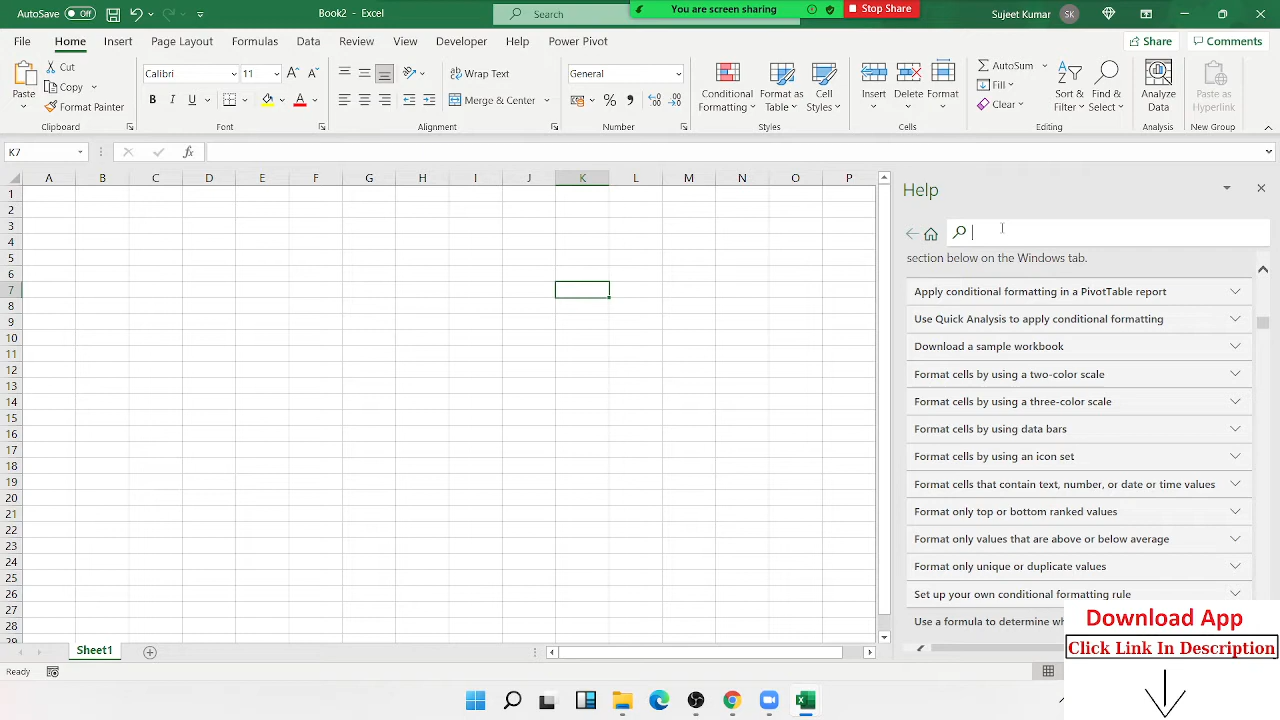 AutoSave Off Book2 - Excel Search You are screen sharing Stop Share Sujeet Kumar SK
File Home Insert Page Layout Formulas Data Review View Developer Help Power Pivot Share Comments
Paste Cut Copy Format Painter
Calibri 11 A A B I U A
Wrap Text Merge & Center
General % ,
Conditional Formatting Format as Table Cell Styles
Insert Delete Format
AutoSum Fill Clear Sort & Filter Find & Select
Analyze Data Paste as Hyperlink
Clipboard Font Alignment Number Styles Cells Editing Analysis New Group
K7 fx
A B C D E F G H I J K L M N O P
1
2
3
4
5
6
7
8
9
10
11
12
13
14
15
16
17
18
19
20
21
22
23
24
25
26
27
28
29
Help
section below on the Windows tab.
Apply conditional formatting in a PivotTable report
Use Quick Analysis to apply conditional formatting
Download a sample workbook
Format cells by using a two-color scale
Format cells by using a three-color scale
Format cells by using data bars
Format cells by using an icon set
Format cells that contain text, number, or date or time values
Format only top or bottom ranked values
Format only values that are above or below average
Format only unique or duplicate values
Set up your own conditional formatting rule
Use a formula to determine wh
Download App
Click Link In Description
Sheet1
Ready